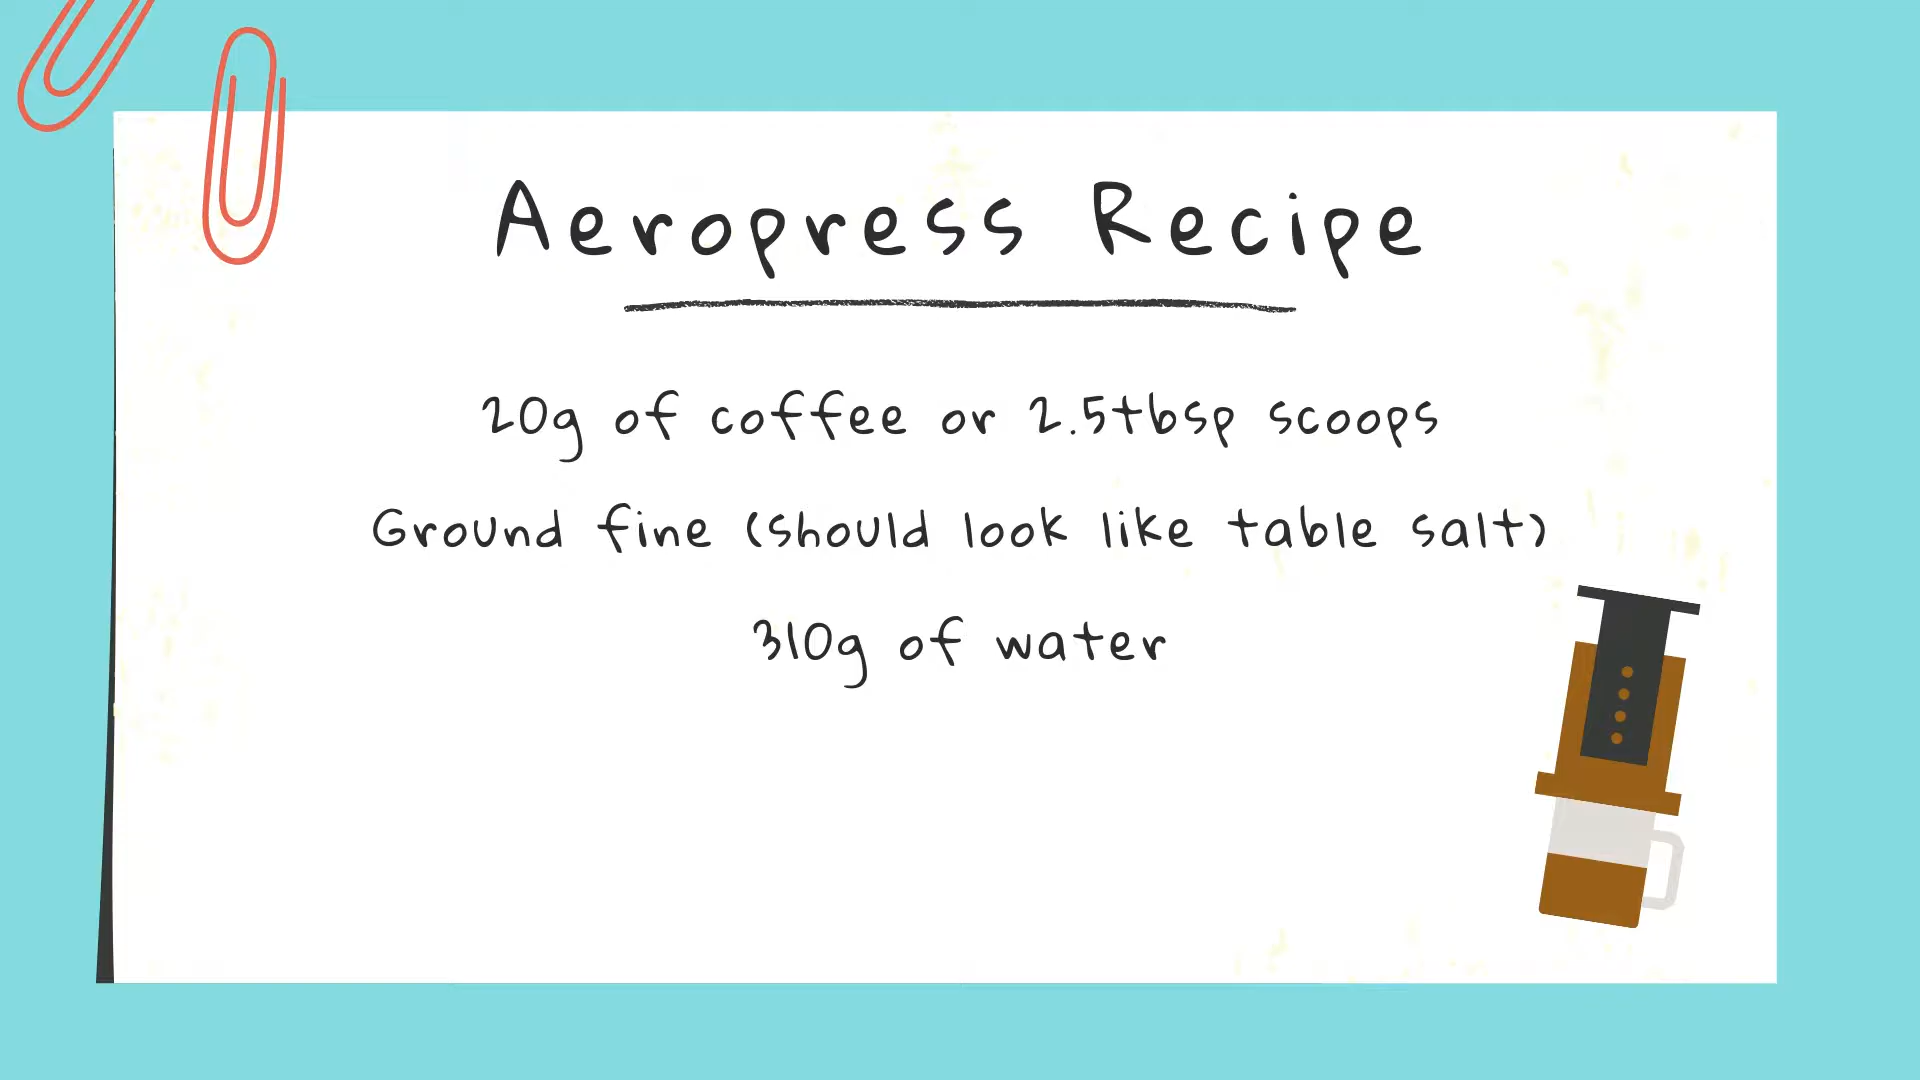 Aeropress Recipe
20g of coffee or 2.5tbsp scoops
Ground fine (should look like table salt)
310g of water